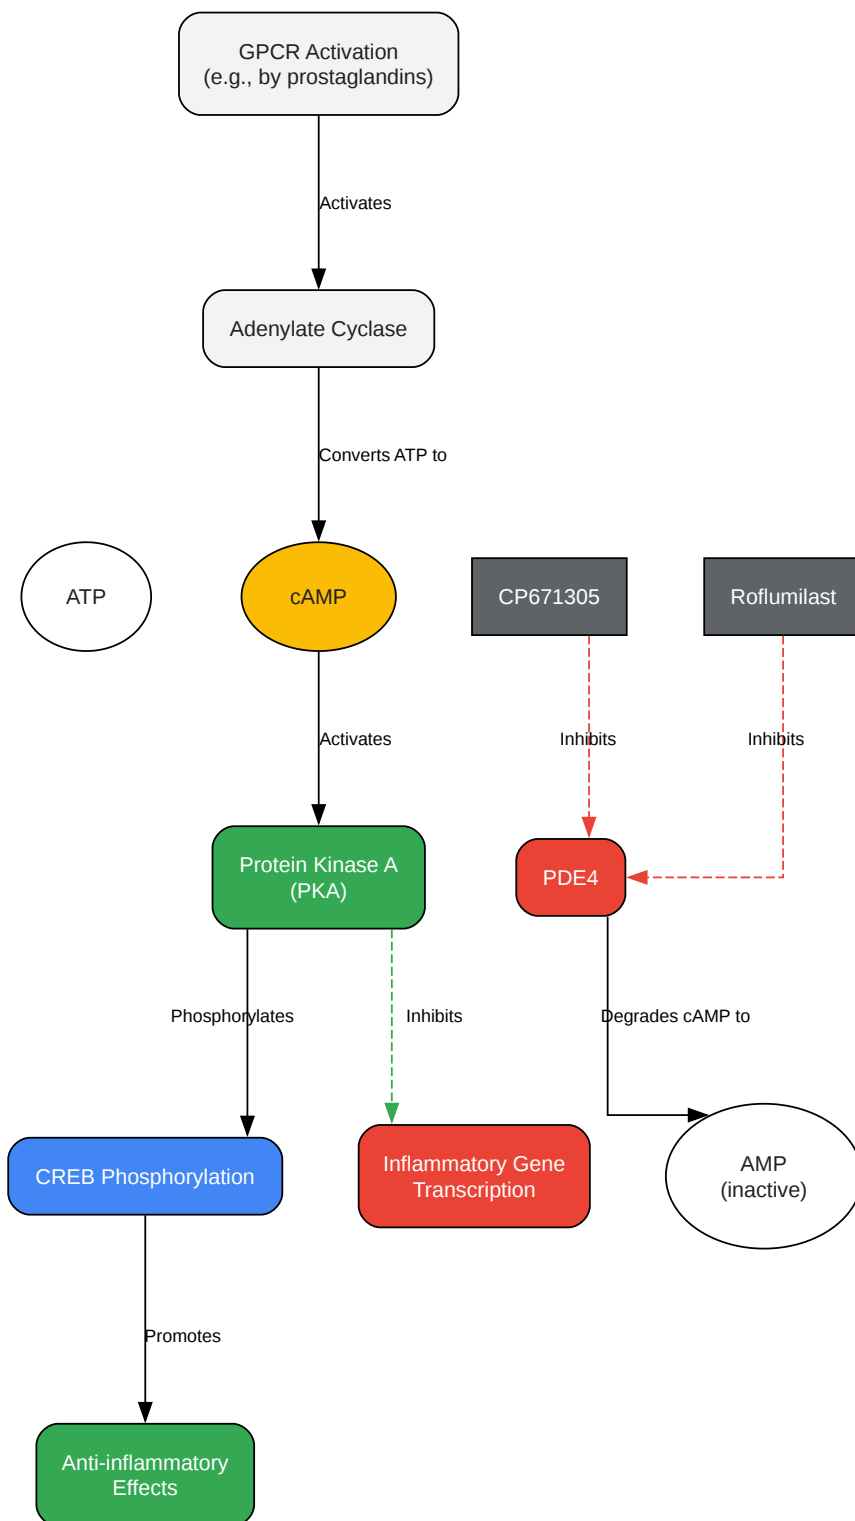 GPCR Activation
(e.g., by prostaglandins)
Activates
Adenylate Cyclase
Converts ATP to
ATP
cAMP
CP671305
Roflumilast
Activates
Inhibits
Inhibits
Protein Kinase A
(PKA)
PDE4
Phosphorylates
Inhibits
Degrades cAMP to
CREB Phosphorylation
Inflammatory Gene
Transcription
AMP
(inactive)
Promotes
Anti-inflammatory
Effects